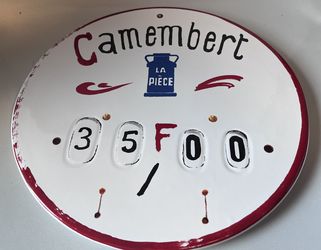 Camembert
LA
PIÈCE
35F00
/